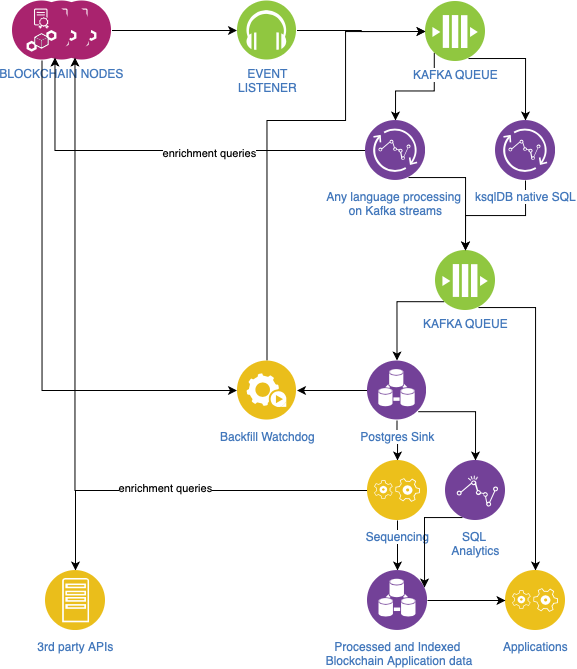 BLOCKCHAIN NODES
EVENT
LISTENER
KAFKA QUEUE
enrichment queries
Any language processing
on Kafka streams
ksqlDB native SQL
KAFKA QUEUE
Backfill Watchdog
Postgres Sink
enrichment queries
Sequencing
SQL
Analytics
3rd party APIs
Processed and Indexed
Blockchain Application data
Applications